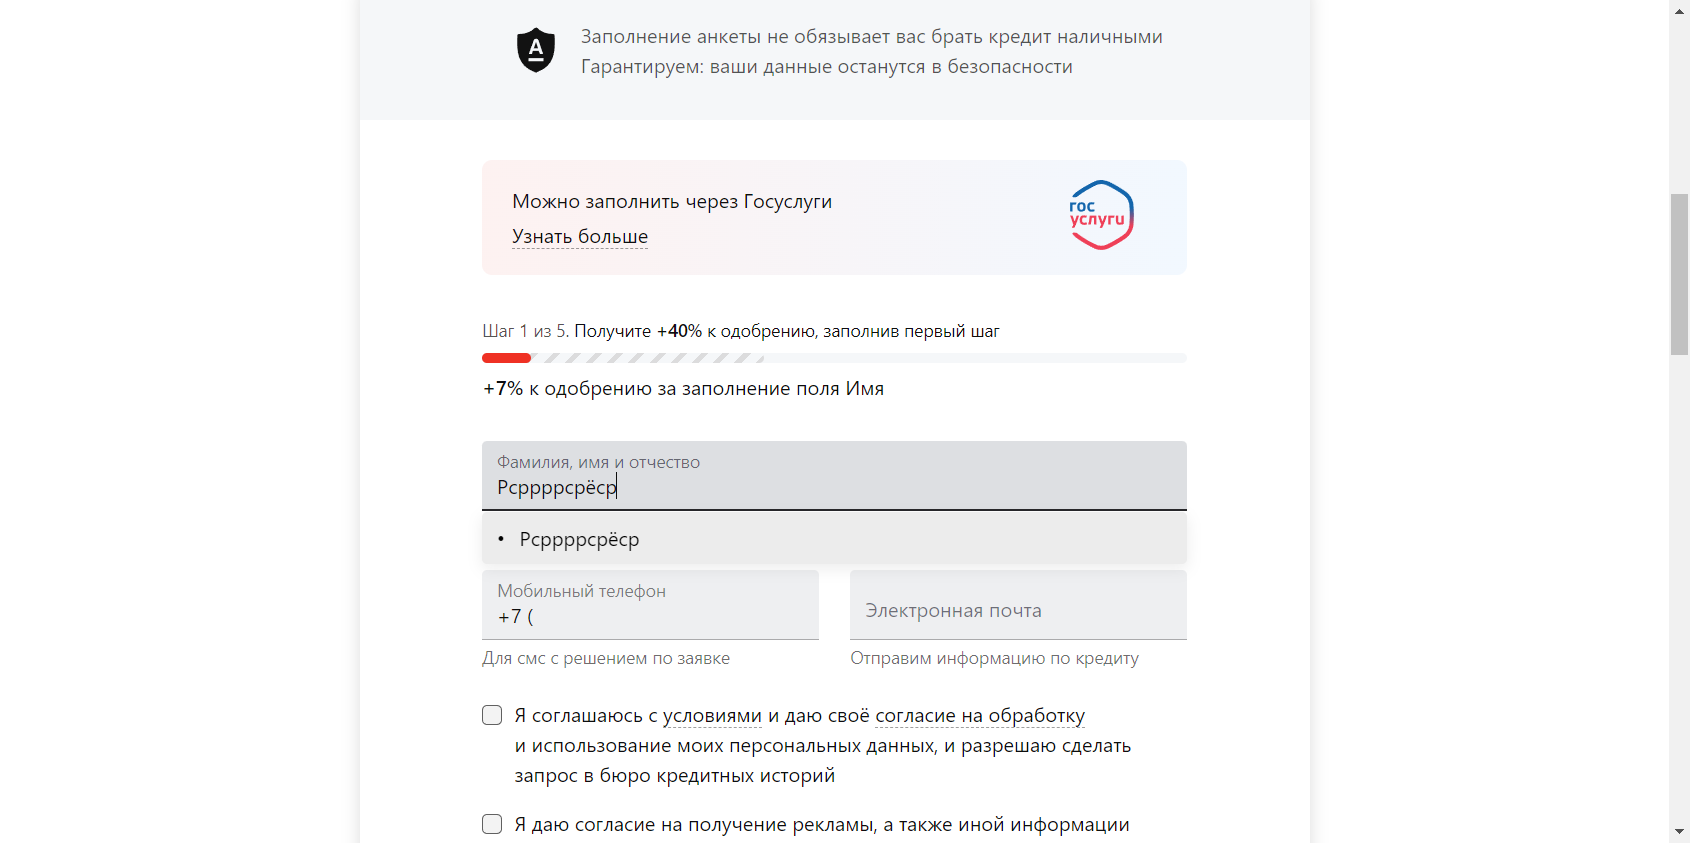 Заполнение анкеты не обязывает вас брать кредит наличными
Гарантируем: ваши данные останутся в безопасности
Можно заполнить через Госуслуги
Узнать больше
гос
услуги
Шаг 1 из 5. Получите +40% к одобрению, заполнив первый шаг
+7% к одобрению за заполнение поля Имя
Фамилия, имя и отчество
Рсррррсрёср
• Рсррррсрёср
Мобильный телефон
+7 (
Электронная почта
Для смс с решением по заявке
Отправим информацию по кредиту
Я соглашаюсь с условиями и даю своё согласие на обработку
и использование моих персональных данных, и разрешаю сделать
запрос в бюро кредитных историй
Я даю согласие на получение рекламы, а также иной информации